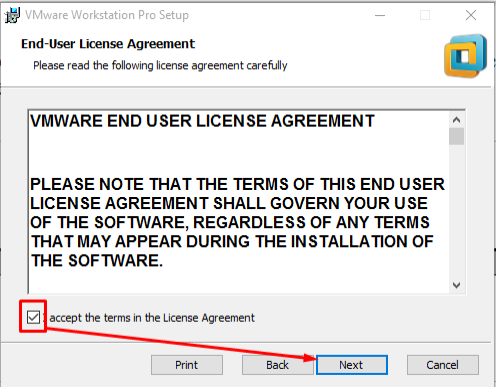 VMware Workstation Pro Setup
End-User License Agreement
Please read the following license agreement carefully
VMWARE END USER LICENSE AGREEMENT
PLEASE NOTE THAT THE TERMS OF THIS END USER
LICENSE AGREEMENT SHALL GOVERN YOUR USE
OF THE SOFTWARE, REGARDLESS OF ANY TERMS
THAT MAY APPEAR DURING THE INSTALLATION OF
THE SOFTWARE.
I accept the terms in the License Agreement
Print Back Next Cancel